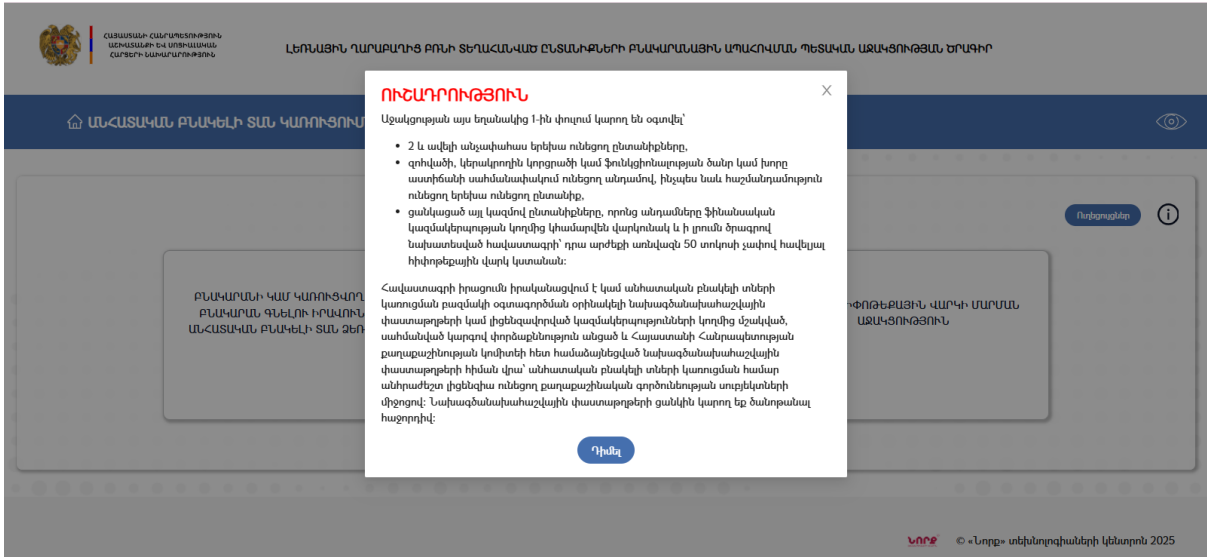 ՀԱՅԱՍՏԱՆԻ ՀԱՆՐԱՊԵՏՈՒԹՅՈՒՆ
ԱՇԽԱՏԱՆՔԻ ԵՎ ՍՈՑԻԱԼԱԿԱՆ
ՀԱՐՑԵՐԻ ՆԱԽԱՐԱՐՈՒԹՅՈՒՆ
ԼԵՌՆԱՅԻՆ ՂԱՐԱԲԱՂԻՑ ԲՌՆԻ ՏԵՂԱՀԱՆՎԱԾ ԸՆՏԱՆԻՔՆԵՐԻ ԲՆԱԿԱՐԱՆԱՅԻՆ ԱՊԱՀՈՎՄԱՆ ՊԵՏԱԿԱՆ ԱՋԱԿՑՈՒԹՅԱՆ ԾՐԱԳԻՐ
ԱՆՀԱՏԱԿԱՆ ԲՆԱԿԵԼԻ ՏԱՆ ԿԱՌՈՒՑՈՒՄ
ՈՒՇԱԴՐՈՒԹՅՈՒՆ
Աջակցության այս եղանակից 1-ին փուլում կարող են օգտվել՝
• 2 և ավելի անչափահաս երեխա ունեցող ընտանիքները,
• զոհվածի, կերակրողին կորցրածի կամ ֆունկցիոնալության ծանր կամ խորը
աստիճանի սահմանափակում ունեցող անդամով, ինչպես նաև հաշմանդամություն
ունեցող երեխա ունեցող ընտանիք,
• ցանկացած այլ կազմով ընտանիքները, որոնց անդամները ֆինանսական
կազմակերպության կողմից կհամարվեն վարկունակ և ի լրումն ծրագրով
նախատեսված հավաստագրի՝ դրա արժեքի առնվազն 50 տոկոսի չափով հավելյալ
հիփոթեքային վարկ կստանան:
Հավաստագրի իրացումն իրականացվում է կամ անհատական բնակելի տների
կառուցման բազմակի օգտագործման օրինակելի նախագծանախահաշվային
փաստաթղթերի կամ լիցենզավորված կազմակերպությունների կողմից մշակված,
սահմանված կարգով փորձաքննություն անցած և Հայաստանի Հանրապետության
քաղաքաշինության կոմիտեի հետ համաձայնեցված նախագծանախահաշվային
փաստաթղթերի հիման վրա՝ անհատական բնակելի տների կառուցման համար
անհրաժեշտ լիցենզիա ունեցող քաղաքաշինական գործունեության սուբյեկտների
միջոցով: Նախագծանախահաշվային փաստաթղթերի ցանկին կարող եք ծանոթանալ
հաջորդիվ:
Դիմել
Ուղեցույցներ
ԲՆԱԿԱՐԱՆԻ ԿԱՄ ԿԱՌՈՒՑՎՈՂ
ԲՆԱԿԱՐԱՆ ԳՆԵԼՈՒ ԻՐԱՎՈՒՆ
ԱՆՀԱՏԱԿԱՆ ԲՆԱԿԵԼԻ ՏԱՆ ՁԵՌ
ՓՈԹԵՔԱՅԻՆ ՎԱՐԿԻ ՄԱՐՄԱՆ
ԱՋԱԿՑՈՒԹՅՈՒՆ
ՆՈՐՔ © «Նորք» տեխնոլոգիաների կենտրոն 2025